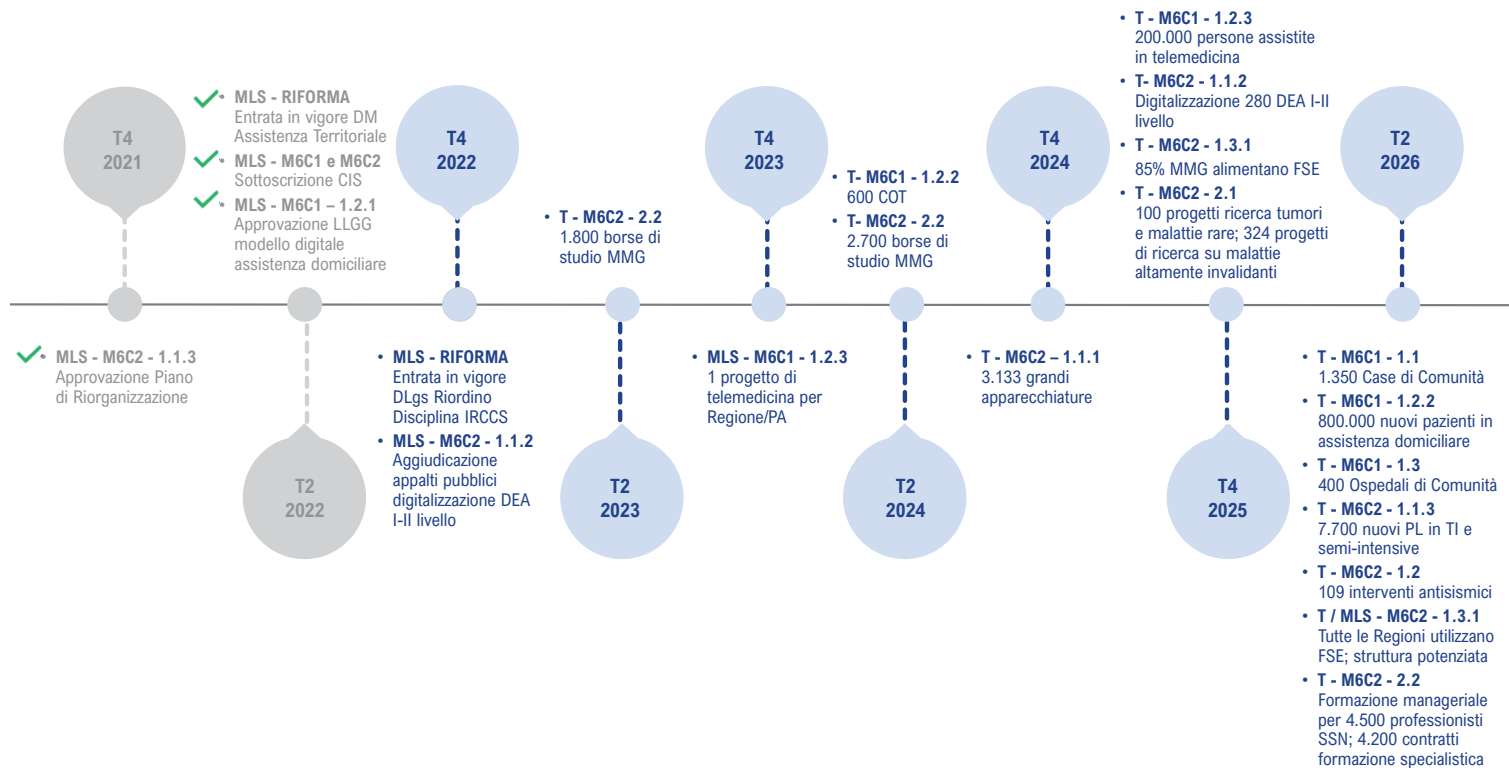 T4
2021
MLS - M6C2 - 1.1.3
Approvazione Piano
di Riorganizzazione
MLS - RIFORMA
Entrata in vigore DM
Assistenza Territoriale
MLS - M6C1 e M6C2
Sottoscrizione CIS
MLS - M6C1 – 1.2.1
Approvazione LLGG
modello digitale
assistenza domiciliare
T2
2022
T4
2022
MLS - RIFORMA
Entrata in vigore
DLgs Riordino
Disciplina IRCCS
MLS - M6C2 - 1.1.2
Aggiudicazione
appalti pubblici
digitalizzazione DEA
I-II livello
T - M6C2 - 2.2
1.800 borse di
studio MMG
T2
2023
T4
2023
MLS - M6C1 - 1.2.3
1 progetto di
telemedicina per
Regione/PA
T- M6C1 - 1.2.2
600 COT
T- M6C2 - 2.2
2.700 borse di
studio MMG
T2
2024
T4
2024
T - M6C2 – 1.1.1
3.133 grandi
apparecchiature
T - M6C1 - 1.2.3
200.000 persone assistite
in telemedicina
T- M6C2 - 1.1.2
Digitalizzazione 280 DEA I-II
livello
T - M6C2 - 1.3.1
85% MMG alimentano FSE
T - M6C2 - 2.1
100 progetti ricerca tumori
e malattie rare; 324 progetti
di ricerca su malattie
altamente invalidanti
T4
2025
T2
2026
T - M6C1 - 1.1
1.350 Case di Comunità
T - M6C1 - 1.2.2
800.000 nuovi pazienti in
assistenza domiciliare
T - M6C1 - 1.3
400 Ospedali di Comunità
T - M6C2 - 1.1.3
7.700 nuovi PL in TI e
semi-intensive
T - M6C2 - 1.2
109 interventi antisismici
T / MLS - M6C2 - 1.3.1
Tutte le Regioni utilizzano
FSE; struttura potenziata
T - M6C2 - 2.2
Formazione manageriale
per 4.500 professionisti
SSN; 4.200 contratti
formazione specialistica